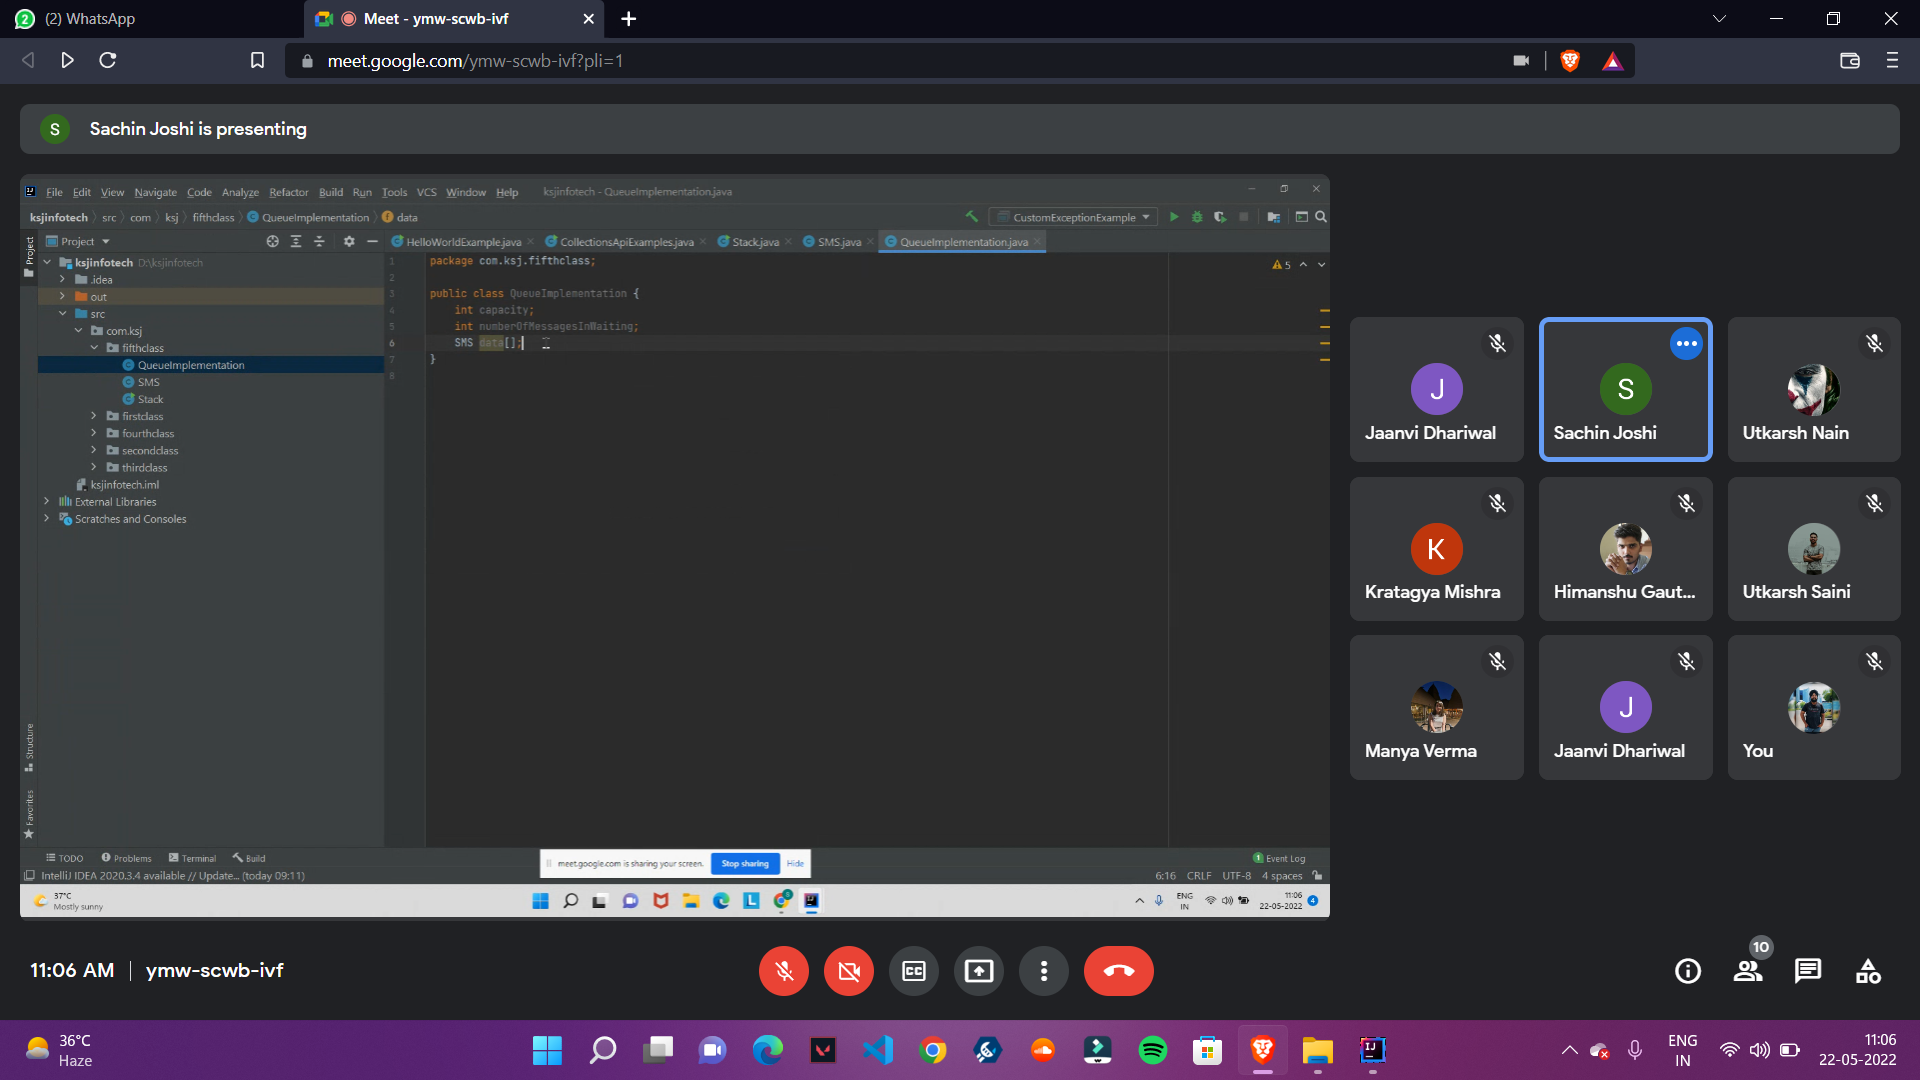 (2) WhatsApp
Meet - ymw-scwb-ivf
meet.google.com/ymw-scwb-ivf?pli=1
S Sachin Joshi is presenting
File Edit View Navigate Code Analyze Refactor Build Run Tools VCS Window Help ksjinfotech - QueueImplementation.java
ksjinfotech src com ksj fifthclass QueueImplementation data
CustomExceptionExample
Project
HelloWorldExample.java CollectionsApiExamples.java Stack.java SMS.java QueueImplementation.java
Project
ksjinfotech D:\ksjinfotech
.idea
out
src
com.ksj
fifthclass
QueueImplementation
SMS
Stack
firstclass
fourthclass
secondclass
thirdclass
ksjinfotech.iml
External Libraries
Scratches and Consoles
Structure
Favorites
1 package com.ksj.fifthclass;
2
3 public class QueueImplementation {
4 int capacity;
5 int numberOfMessagesInWaiting;
6 SMS data[];
7 }
8
5
TODO Problems Terminal Build
1 Event Log
meet.google.com is sharing your screen. Stop sharing Hide
IntelliJ IDEA 2020.3.4 available // Update... (today 09:11)
6:16 CRLF UTF-8 4 spaces
37°C
Mostly sunny
ENG
IN
11:06
22-05-2022
4
J
Jaanvi Dhariwal
S
Sachin Joshi
Utkarsh Nain
K
Kratagya Mishra
Himanshu Gaut...
Utkarsh Saini
Manya Verma
J
Jaanvi Dhariwal
You
11:06 AM ymw-scwb-ivf
10
36°C
Haze
ENG
IN
11:06
22-05-2022